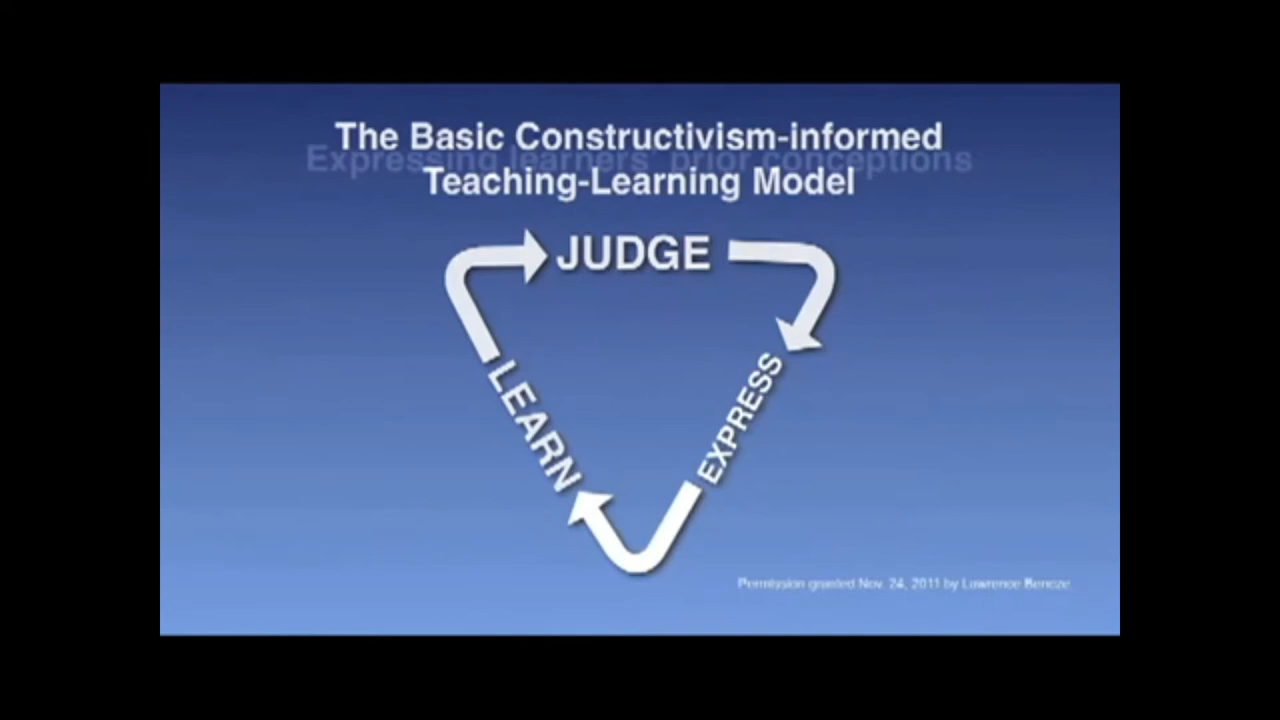 The Basic Constructivism-informed
Expressing learners' prior conceptions
Teaching-Learning Model
JUDGE
EXPRESS
LEARN
Permission granted Nov. 24, 2011 by Lawrence Bencze